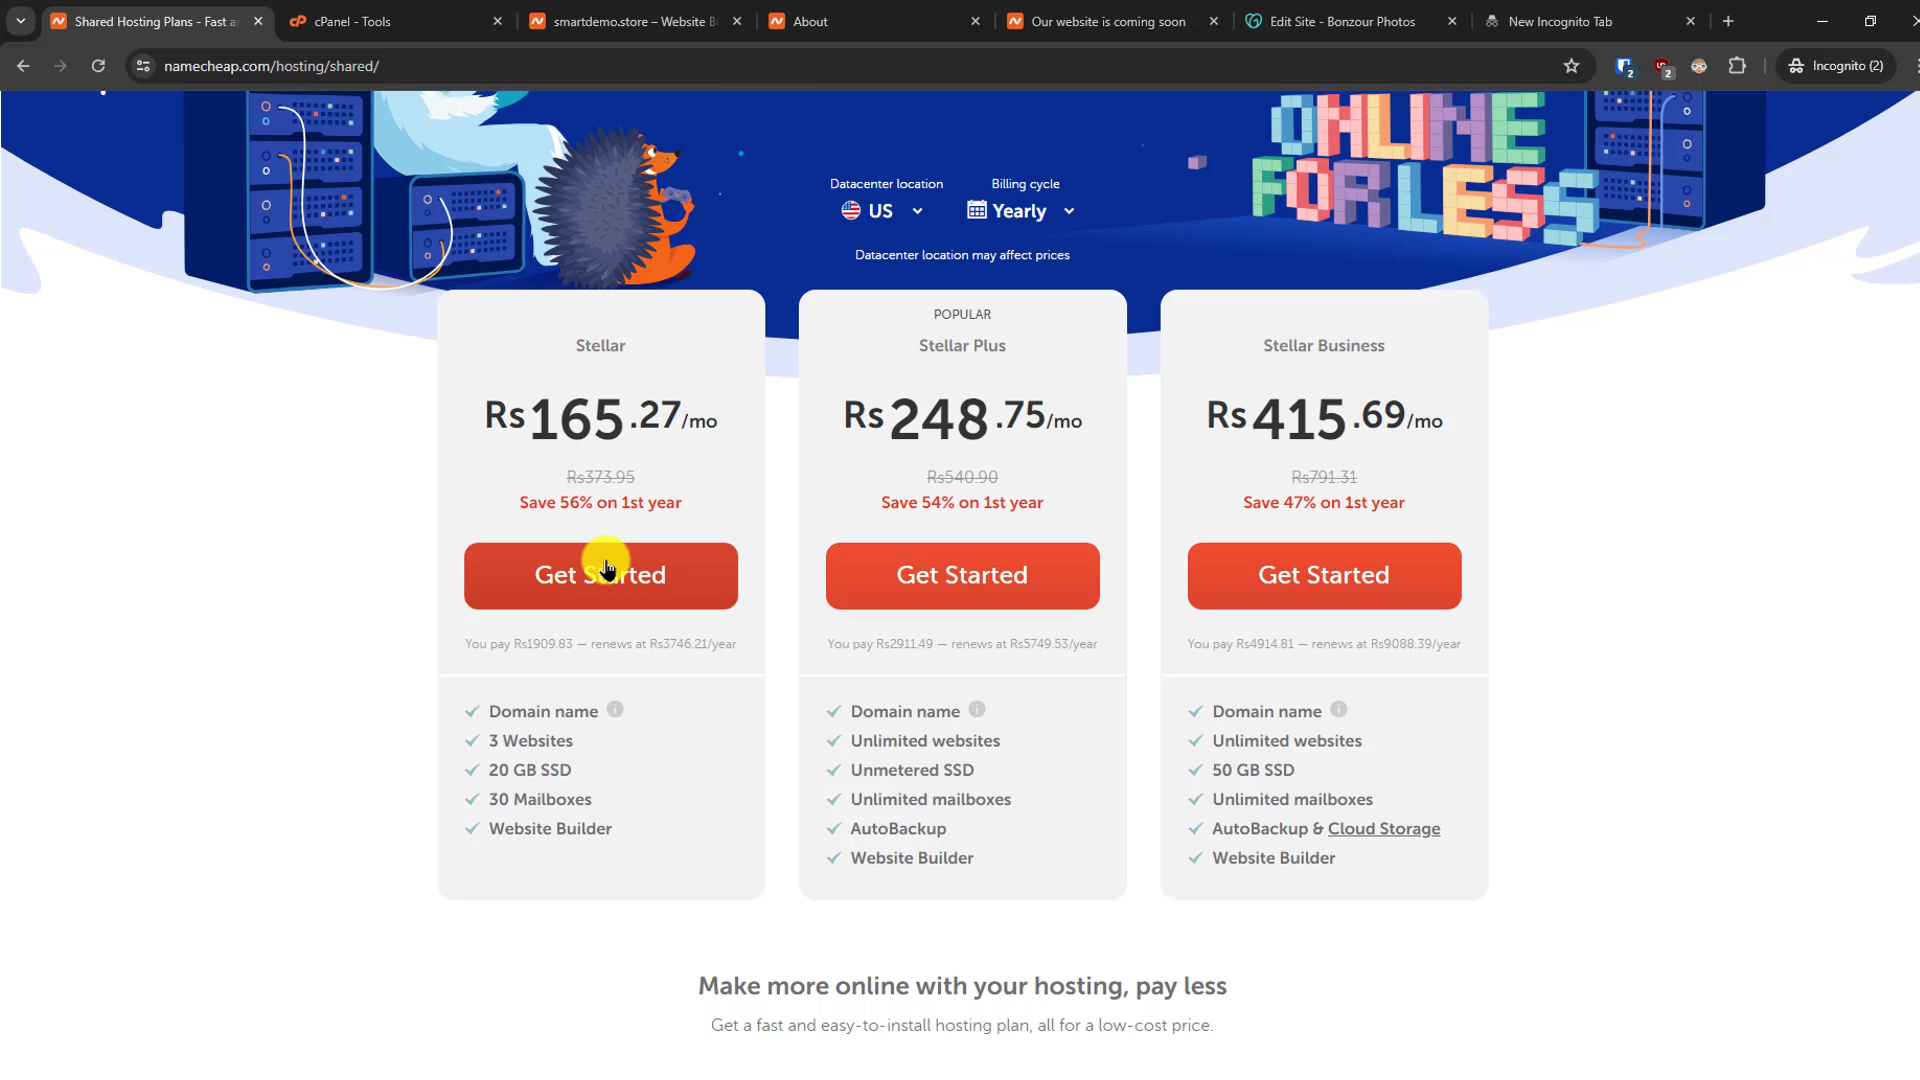 Shared Hosting Plans - Fast a
cPanel - Tools
smartdemo.store – Website B
About
Our website is coming soon
Edit Site - Bonzour Photos
New Incognito Tab
namecheap.com/hosting/shared/
2
2
Incognito (2)
ONLINE
FOR LESS
Datacenter location
Billing cycle
US
Yearly
Datacenter location may affect prices
Stellar
Rs165.27/mo
Rs373.95
Save 56% on 1st year
Get Started
You pay Rs1909.83 — renews at Rs3746.21/year
Domain name
3 Websites
20 GB SSD
30 Mailboxes
Website Builder
POPULAR
Stellar Plus
Rs248.75/mo
Rs540.90
Save 54% on 1st year
Get Started
You pay Rs2911.49 — renews at Rs5749.53/year
Domain name
Unlimited websites
Unmetered SSD
Unlimited mailboxes
AutoBackup
Website Builder
Stellar Business
Rs415.69/mo
Rs791.31
Save 47% on 1st year
Get Started
You pay Rs4914.81 — renews at Rs9088.39/year
Domain name
Unlimited websites
50 GB SSD
Unlimited mailboxes
AutoBackup & Cloud Storage
Website Builder
Make more online with your hosting, pay less
Get a fast and easy-to-install hosting plan, all for a low-cost price.